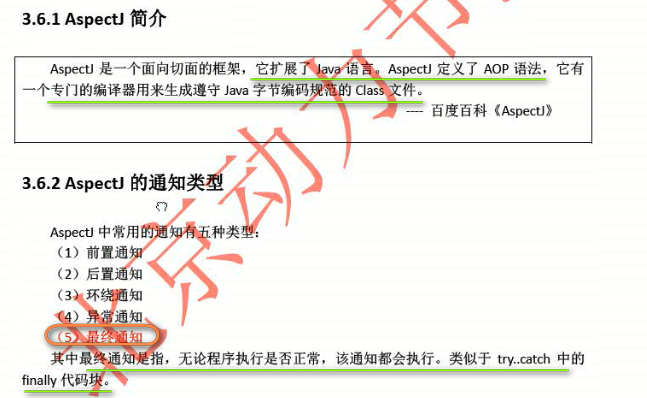 3.6.1 AspectJ 简介
AspectJ 是一个面向切面的框架，它扩展了 Java 语言。AspectJ 定义了 AOP 语法，它有
一个专门的编译器用来生成遵守 Java 字节编码规范的 Class 文件。
---- 百度百科《AspectJ》
3.6.2 AspectJ 的通知类型
AspectJ 中常用的通知有五种类型：
（1）前置通知
（2）后置通知
（3）环绕通知
（4）异常通知
（5）最终通知
其中最终通知是指，无论程序执行是否正常，该通知都会执行。类似于 try..catch 中的
finally 代码块。
北京动力节